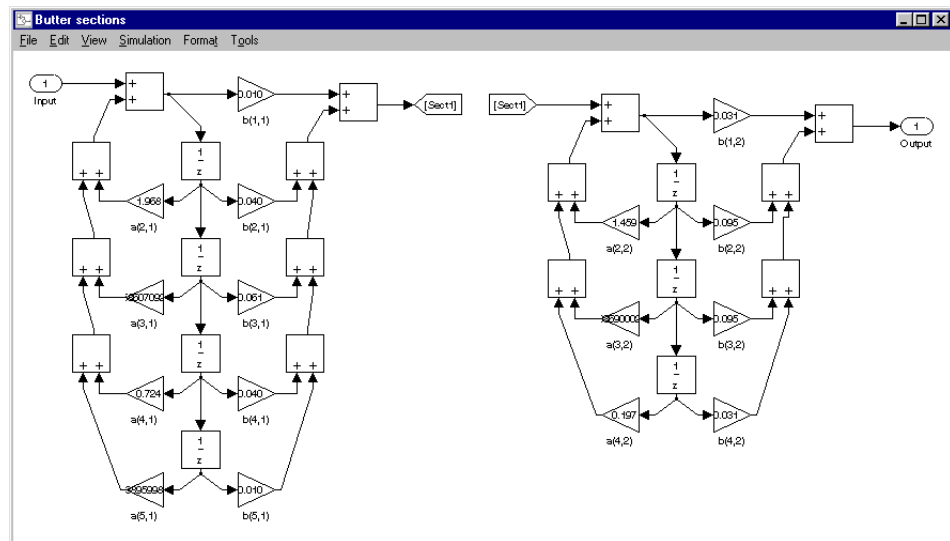 Butter sections
File Edit View Simulation Format Tools
1
Input
+
+
0.010
b(1,1)
+
+
[Sect1]
[Sect1]
+
+
0.031
b(1,2)
+
+
1
Output
+ +
1
z
+ +
1.968
a(2,1)
0.040
b(2,1)
+ +
1
z
+ +
1.459
a(2,2)
0.095
b(2,2)
+ +
1
z
+ +
a(3,1)
0.061
b(3,1)
+ +
1
z
+ +
a(3,2)
0.095
b(3,2)
+ +
1
z
+ +
0.724
a(4,1)
0.040
b(4,1)
1
z
0.197
a(4,2)
0.031
b(4,2)
1
z
a(5,1)
0.010
b(5,1)